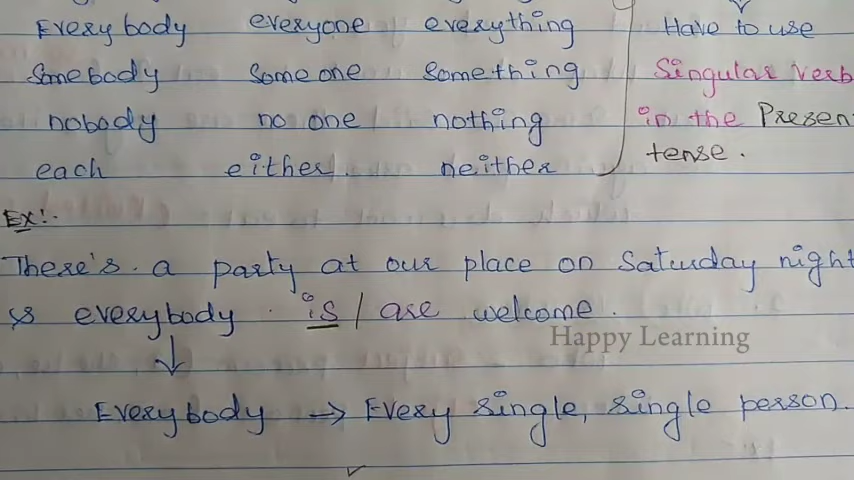 Everybody everyone everything Have to use
Somebody Someone something Singular verb
nobody no one nothing in the Presen
each either. neither tense.
Ex:-
There's a party at our place on Saturday night
& everybody is / are welcome.
Happy Learning
↓
Everybody → Every single, single person.